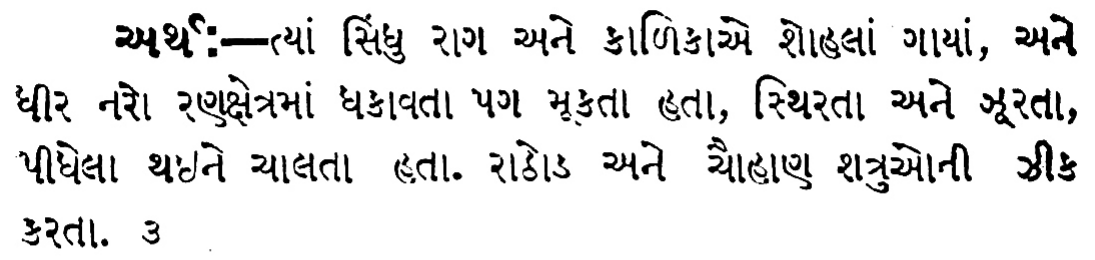 અર્થ:—ત્યાં સિંધુ રાગ અને કાળિકાએ શોહલાં ગાયાં, અને
ધીર નરો રણક્ષેત્રમાં ધકાવતા પગ મૂકતા હતા, સ્થિરતા અને ઝૂરતા,
પીધેલા થઇને ચાલતા હતા. રાઠોડ અને ચૌહાણ શત્રુઓની ઝીક
કરતા. ૩